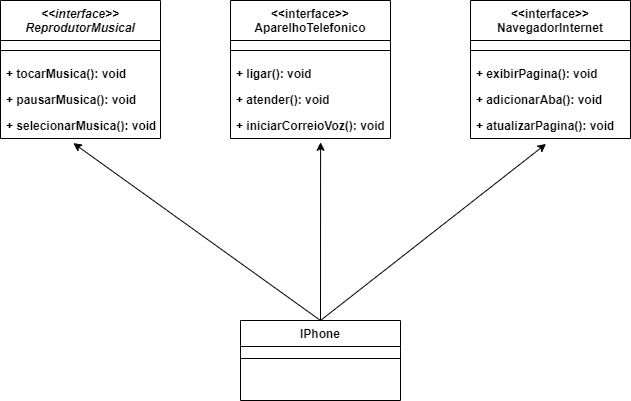 <<interface>>
ReprodutorMusical
+ tocarMusica(): void
+ pausarMusica(): void
+ selecionarMusica(): void
<<interface>>
AparelhoTelefonico
+ ligar(): void
+ atender(): void
+ iniciarCorreioVoz(): void
<<interface>>
NavegadorInternet
+ exibirPagina(): void
+ adicionarAba(): void
+ atualizarPagina(): void
IPhone